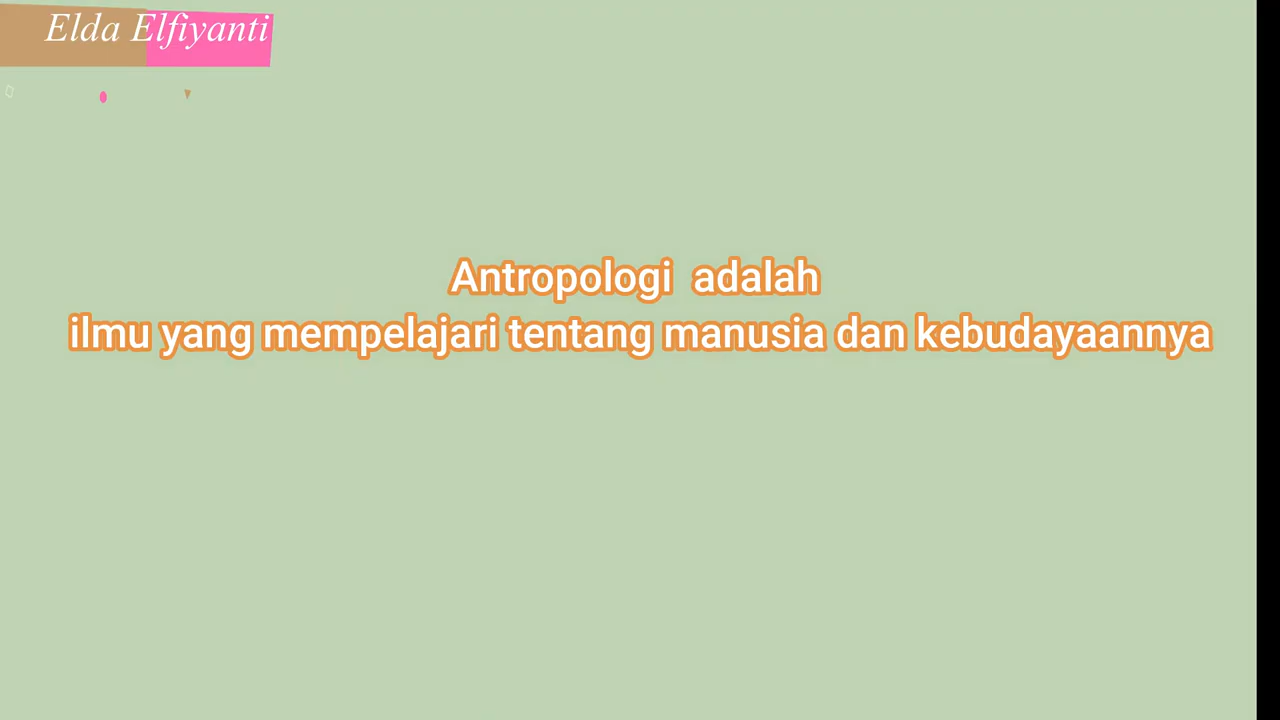 Elda Elfiyanti
Antropologi adalah
ilmu yang mempelajari tentang manusia dan kebudayaannya